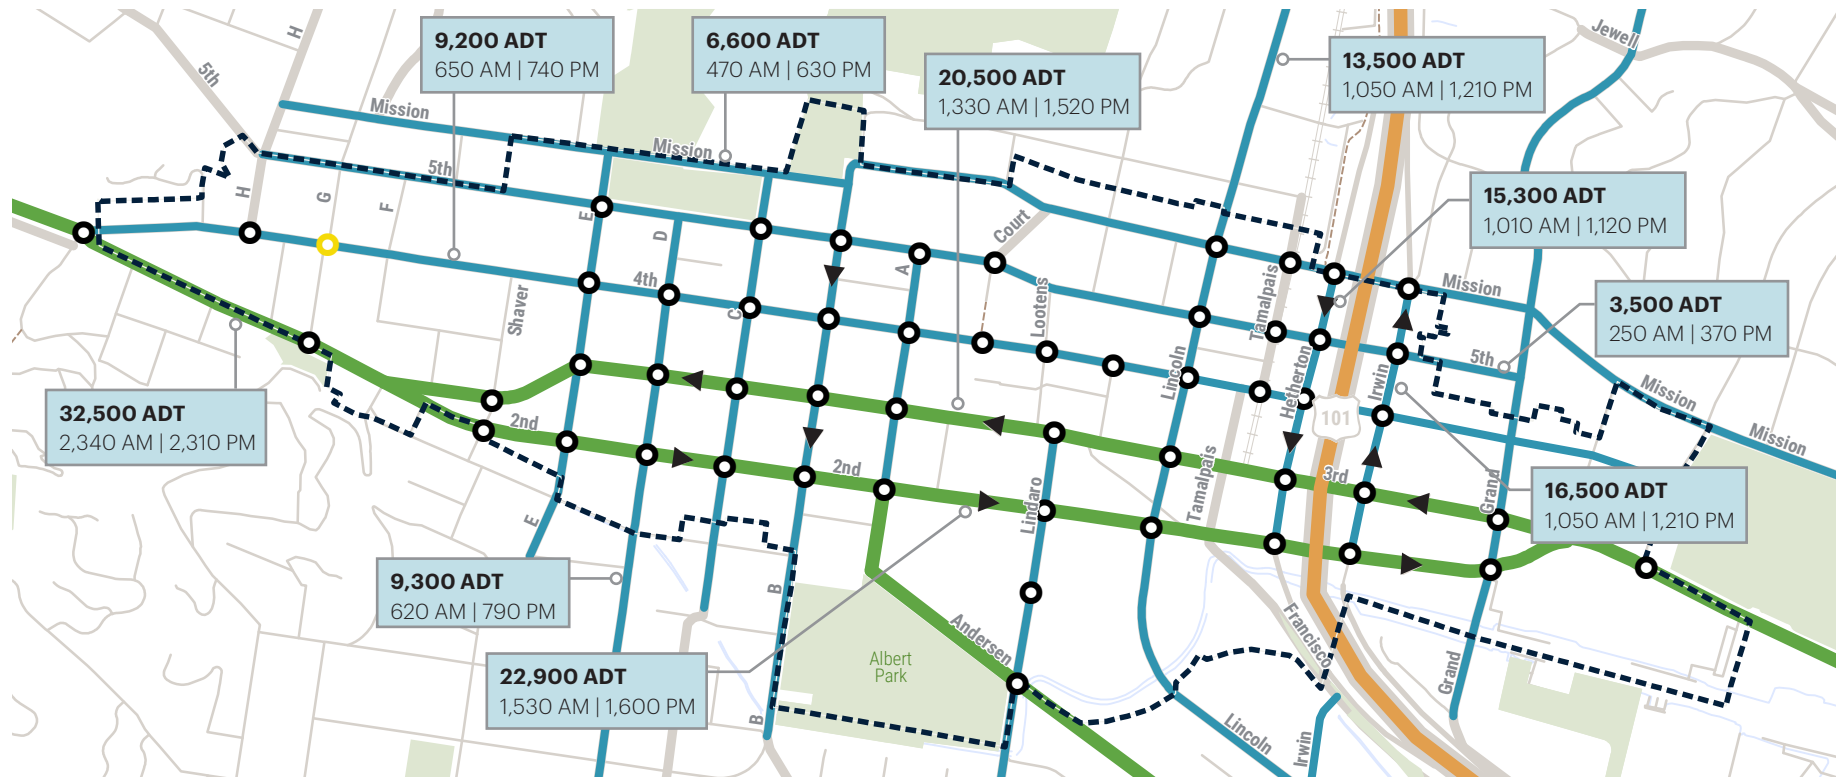 H
Jewell
9,200 ADT
650 AM | 740 PM
6,600 ADT
470 AM | 630 PM
20,500 ADT
1,330 AM | 1,520 PM
13,500 ADT
1,050 AM | 1,210 PM
5th
Mission
Mission
5th
H
G
F
E
D
A
Court
15,300 ADT
1,010 AM | 1,120 PM
Mission
4th
C
Shaver
Lootens
Tamalpais
3,500 ADT
250 AM | 370 PM
5th
Lincoln
Hetherton
Irwin
101
Mission
Mission
32,500 ADT
2,340 AM | 2,310 PM
2nd
2nd
3rd
Tamalpais
Grand
16,500 ADT
1,050 AM | 1,210 PM
E
Lindaro
9,300 ADT
620 AM | 790 PM
B
22,900 ADT
1,530 AM | 1,600 PM
Albert
Park
Andersen
Francisco
Grand
B
Lincoln
Irwin